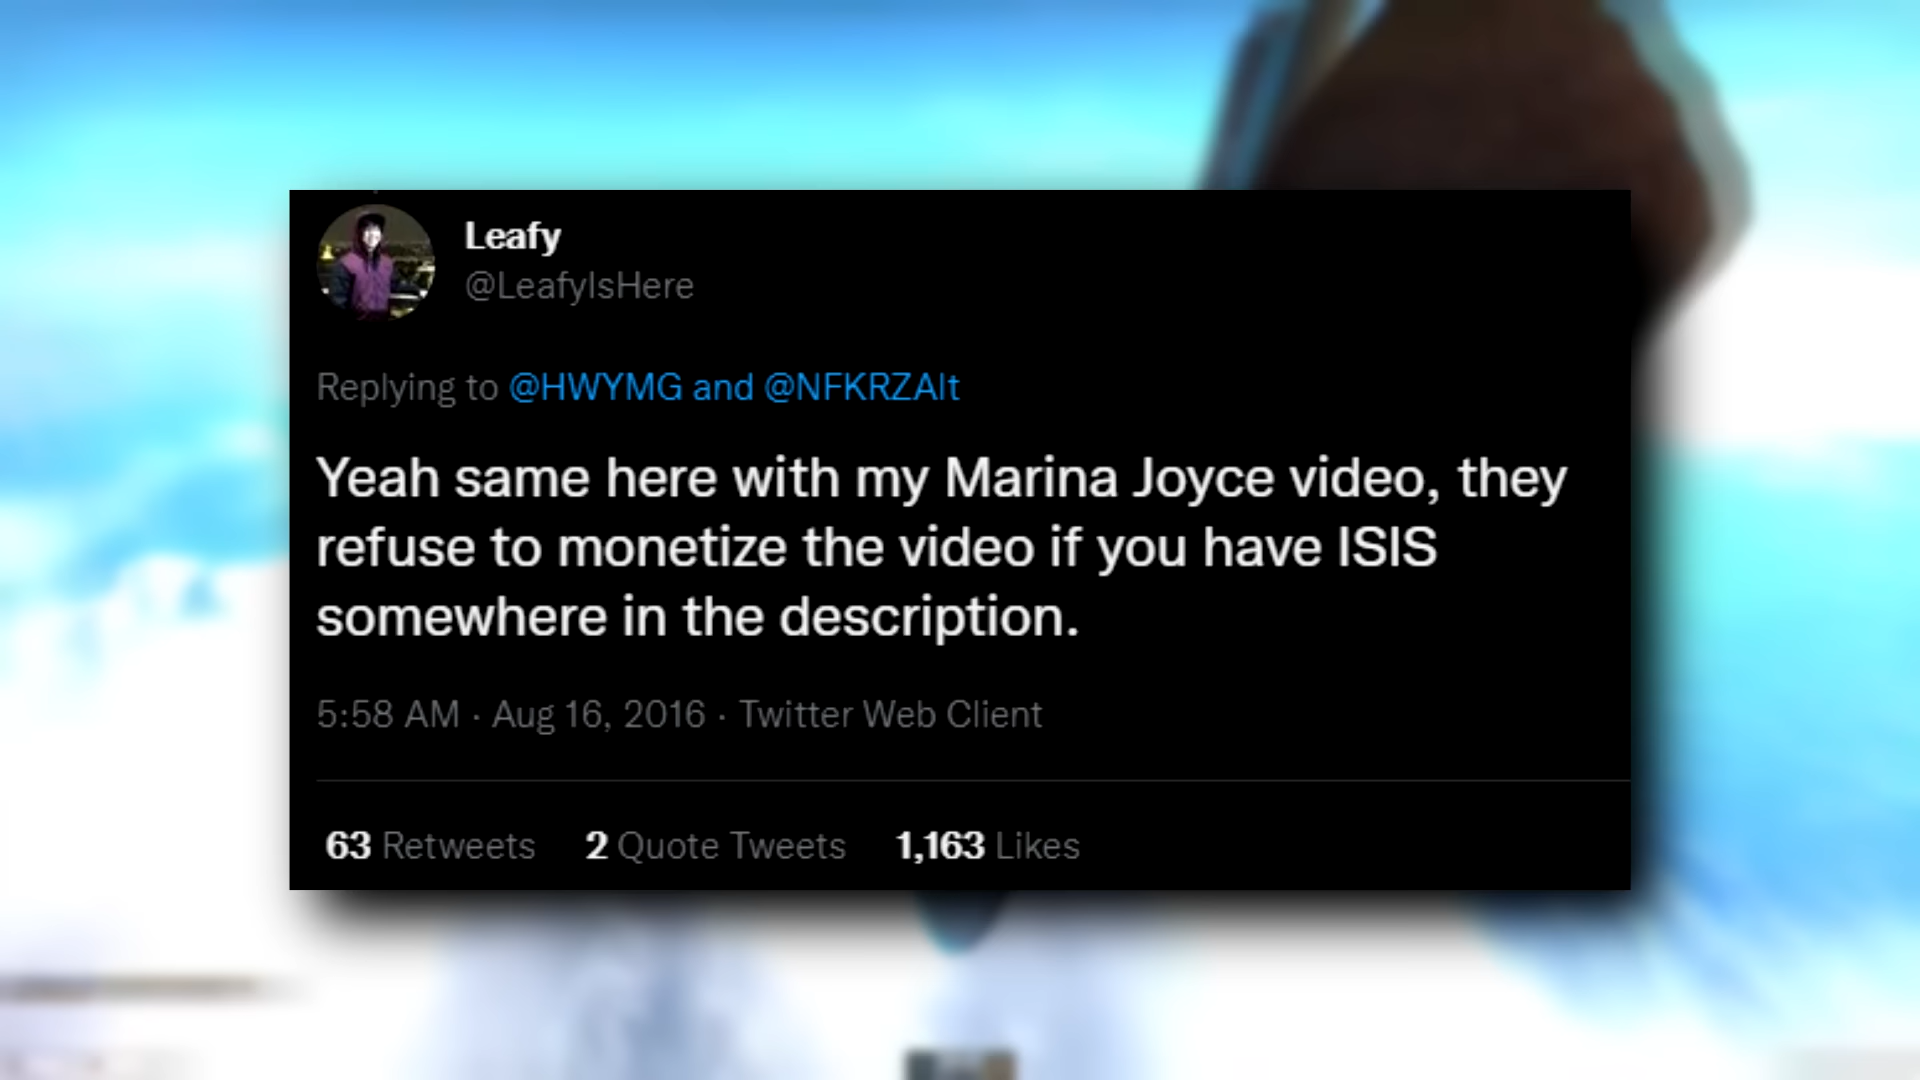 Leafy
@LeafyIsHere
Replying to @HWYMG and @NFKRZAlt
Yeah same here with my Marina Joyce video, they
refuse to monetize the video if you have ISIS
somewhere in the description.
5:58 AM · Aug 16, 2016 · Twitter Web Client
63 Retweets 2 Quote Tweets 1,163 Likes